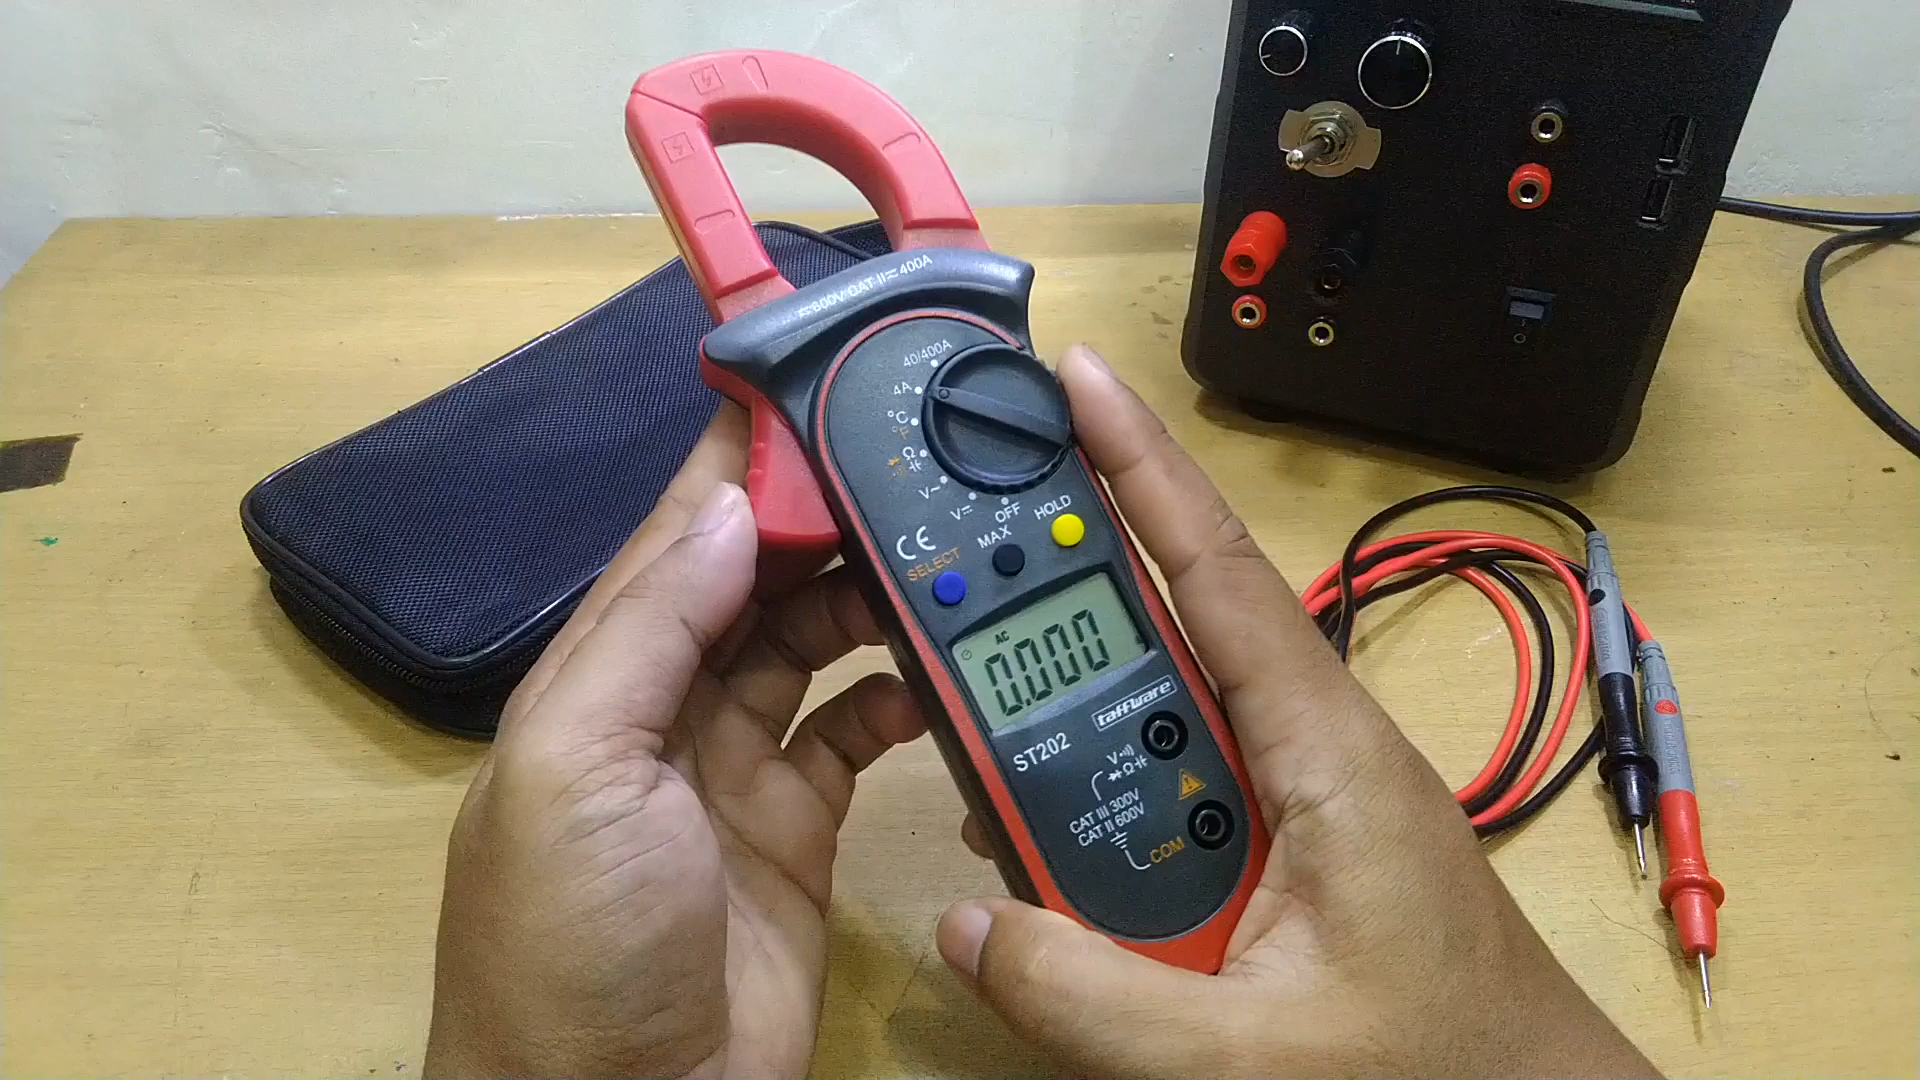 ≂600V CAT II ≂400A
40/400A
4A
°C
°F
Ω
V~
V⎓
OFF
HOLD
MAX
SELECT
CE
AC
0.000
taffware
ST202
V
Ω
CAT III 300V
CAT II 600V
COM